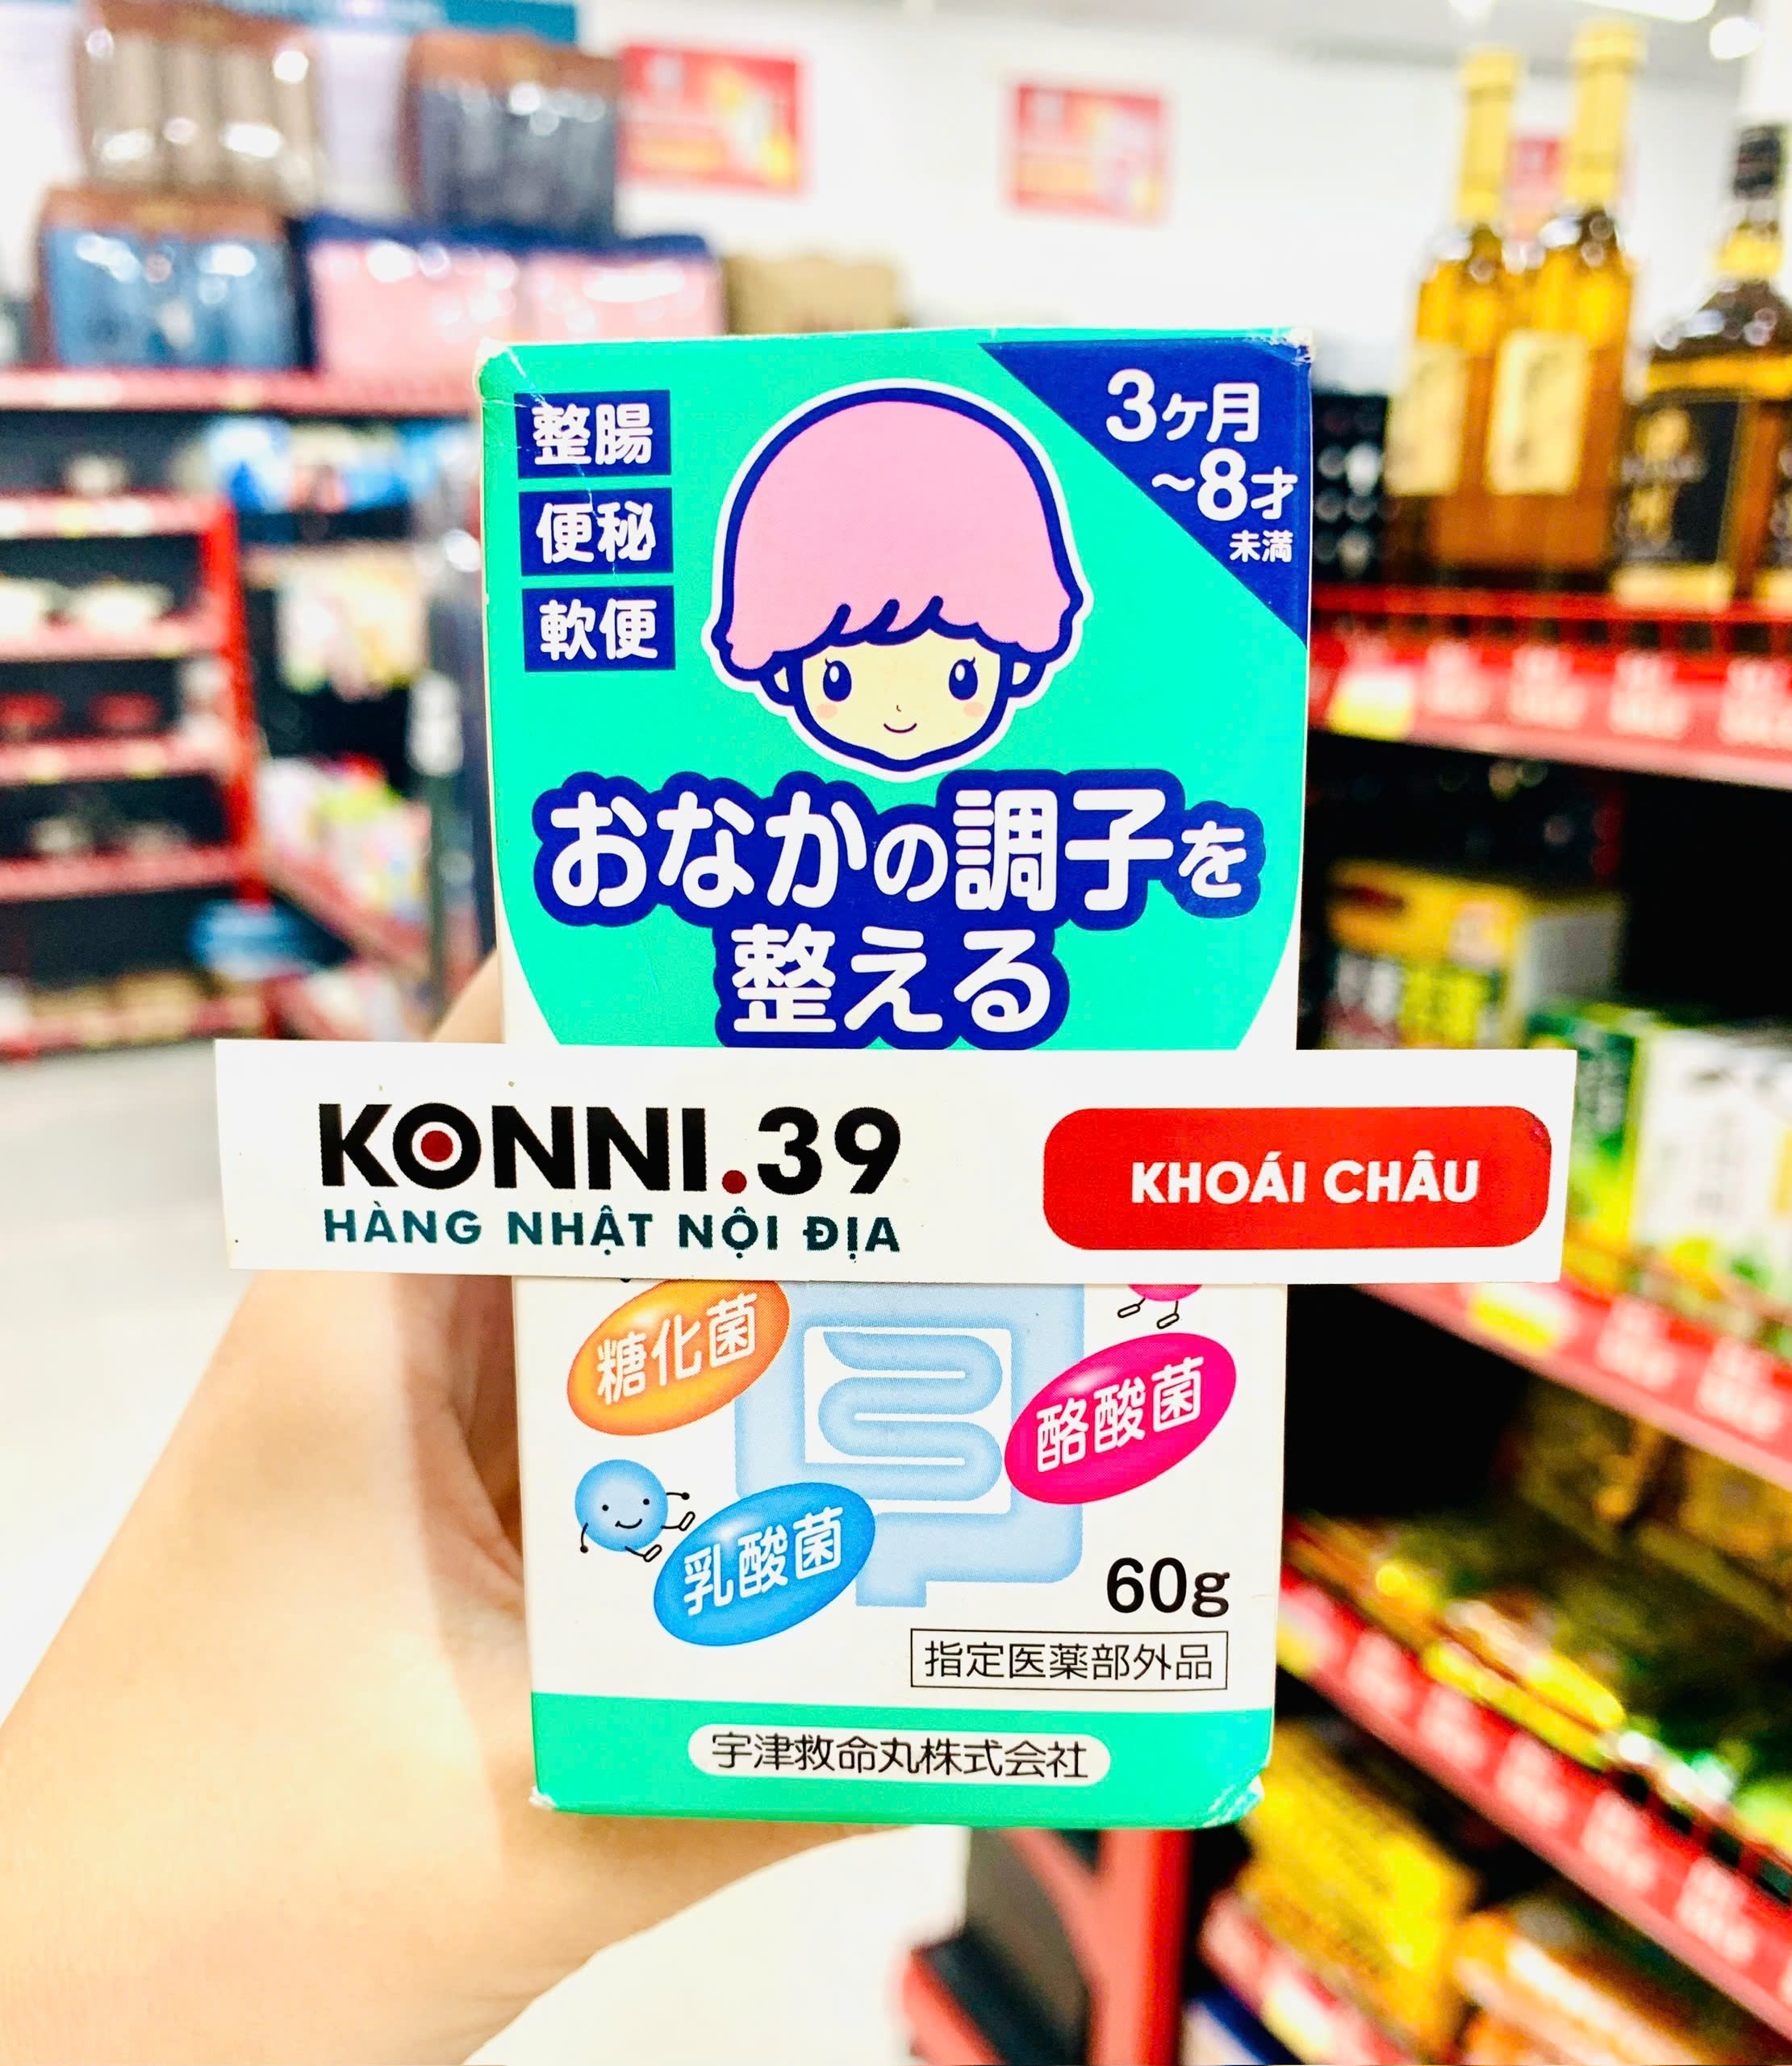 整腸
便秘
軟便
3ヶ月
~8才
未満
おなかの調子を
整える
KONNI.39
HÀNG NHẬT NỘI ĐỊA
KHOÁI CHÂU
糖化菌
酪酸菌
乳酸菌
60g
指定医薬部外品
宇津救命丸株式会社